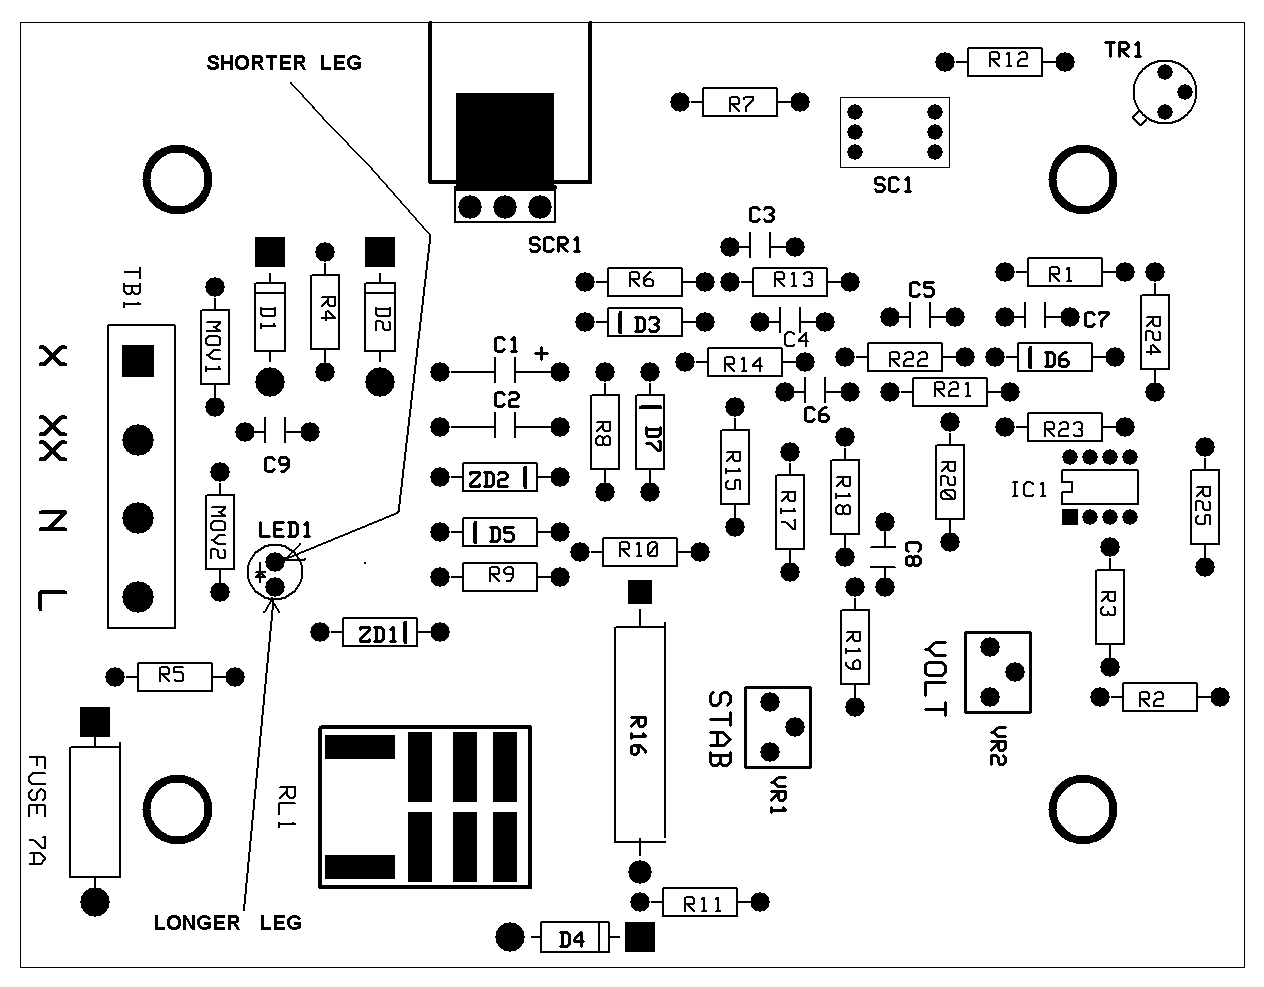 SHORTER LEG
TR1
R12
R7
SC1
C3
SCR1
TB1
R6
R13
R1
C5
D1
R4
D2
D3
C4
C7
MOV1
R24
X
C1 +
R14
R22
D6
C2
C6
R21
XX
R8
D7
R23
C9
R15
ZD2
R18
R20
IC1
R17
R25
N
MOV2
LED1
D5
R10
C8
R9
L
R3
ZD1
R19
R5
VOLT
R2
STAB
R16
VR2
FUSE 7A
RL1
VR1
LONGER LEG
R11
D4